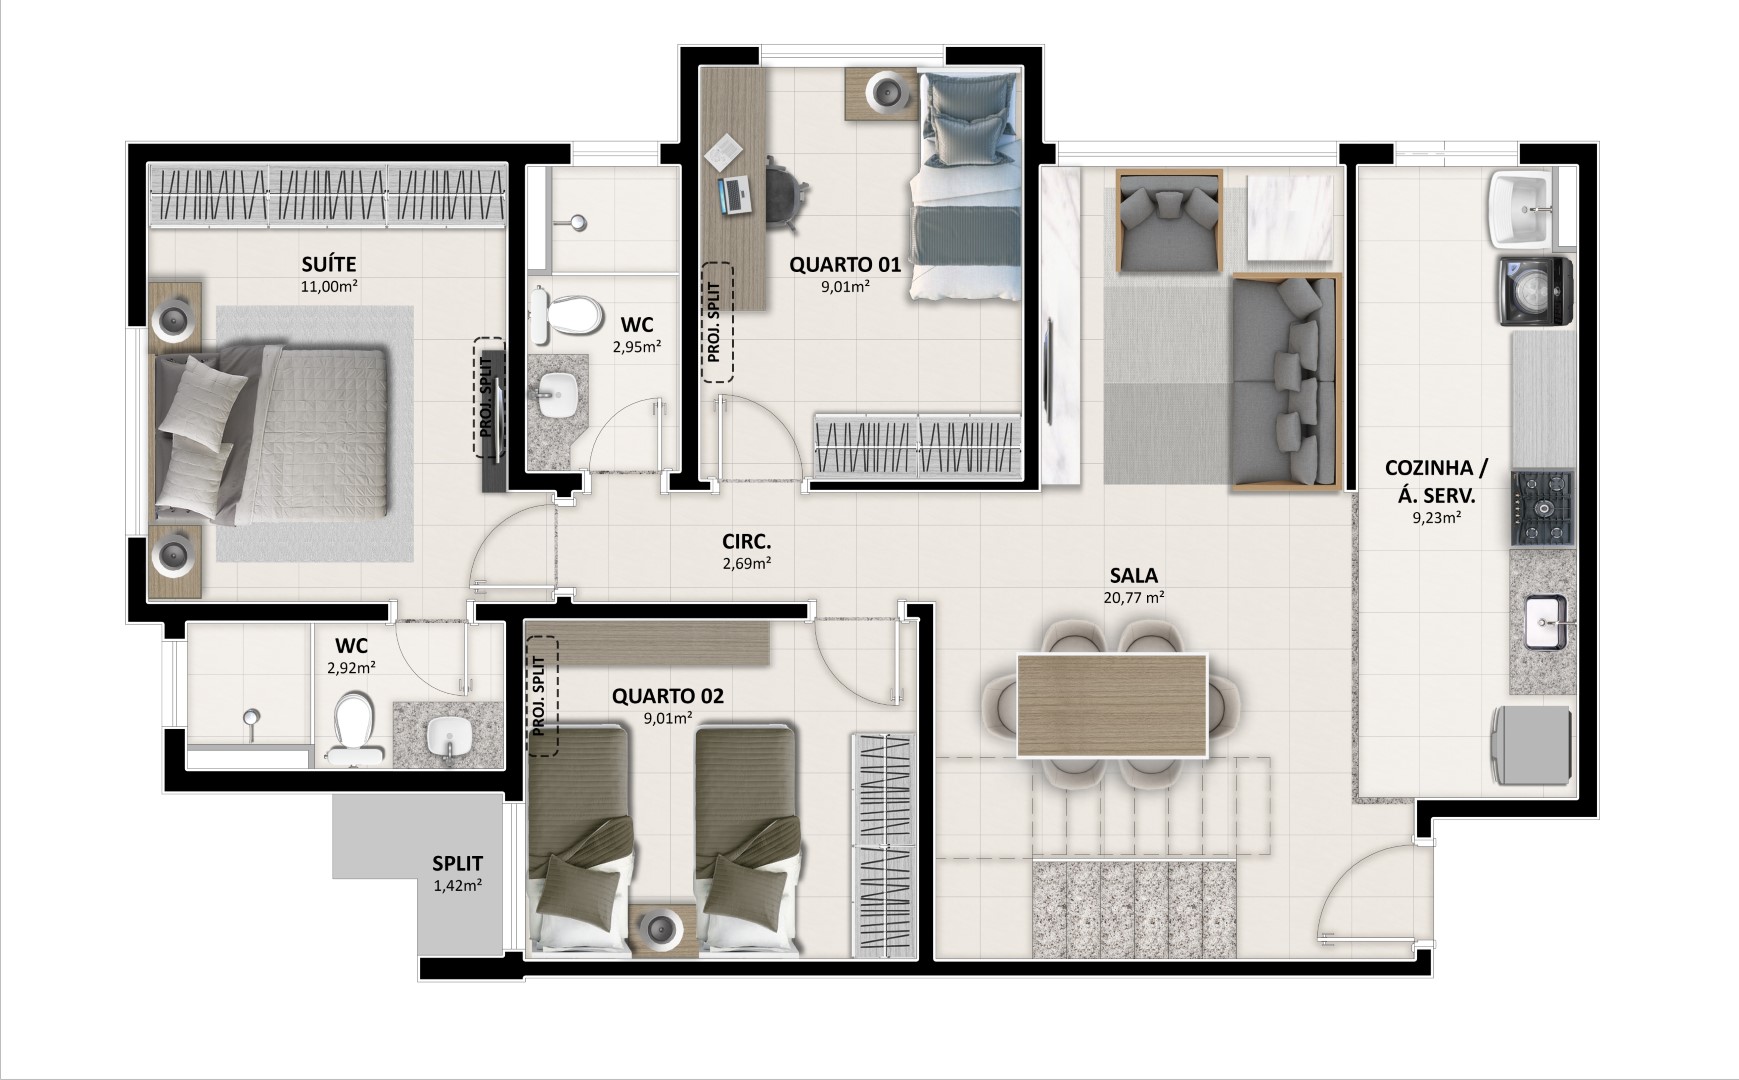 SUÍTE
11,00m²
WC
2,95m²
QUARTO 01
9,01m²
PROJ. SPLIT
PROJ. SPLIT
COZINHA /
Á. SERV.
9,23m²
CIRC.
2,69m²
SALA
20,77 m²
WC
2,92m²
PROJ. SPLIT
QUARTO 02
9,01m²
SPLIT
1,42m²